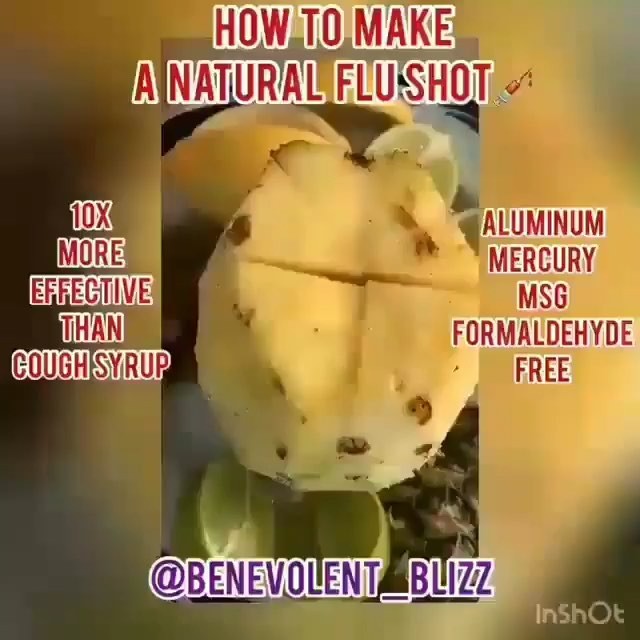 HOW TO MAKE
A NATURAL FLU SHOT
10X
MORE
EFFECTIVE
THAN
COUGH SYRUP
ALUMINUM
MERCURY
MSG
FORMALDEHYDE
FREE
@BENEVOLENT_BLIZZ
InShOt